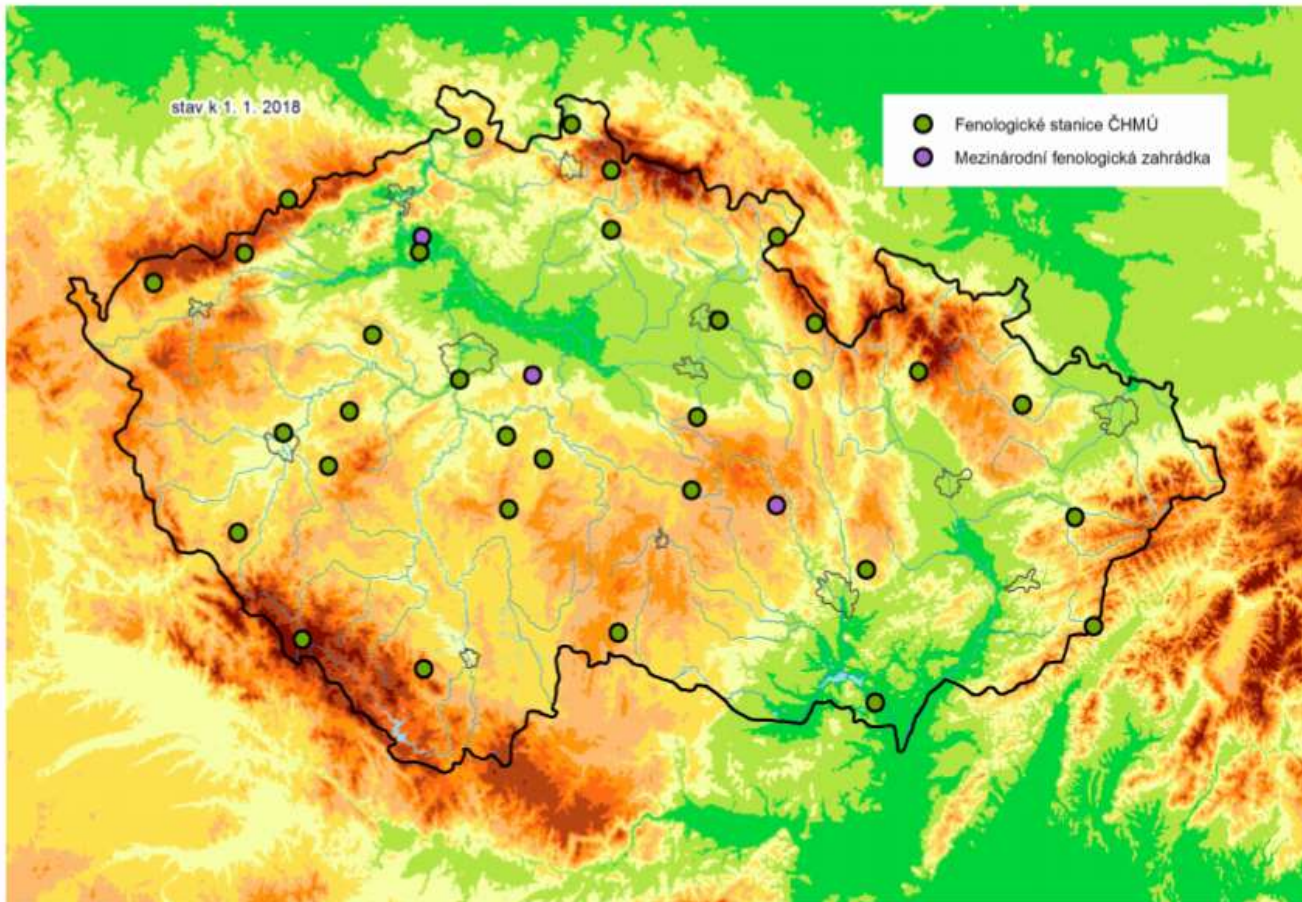 stav k 1. 1. 2018
Fenologické stanice ČHMÚ
Mezinárodní fenologická zahrádka